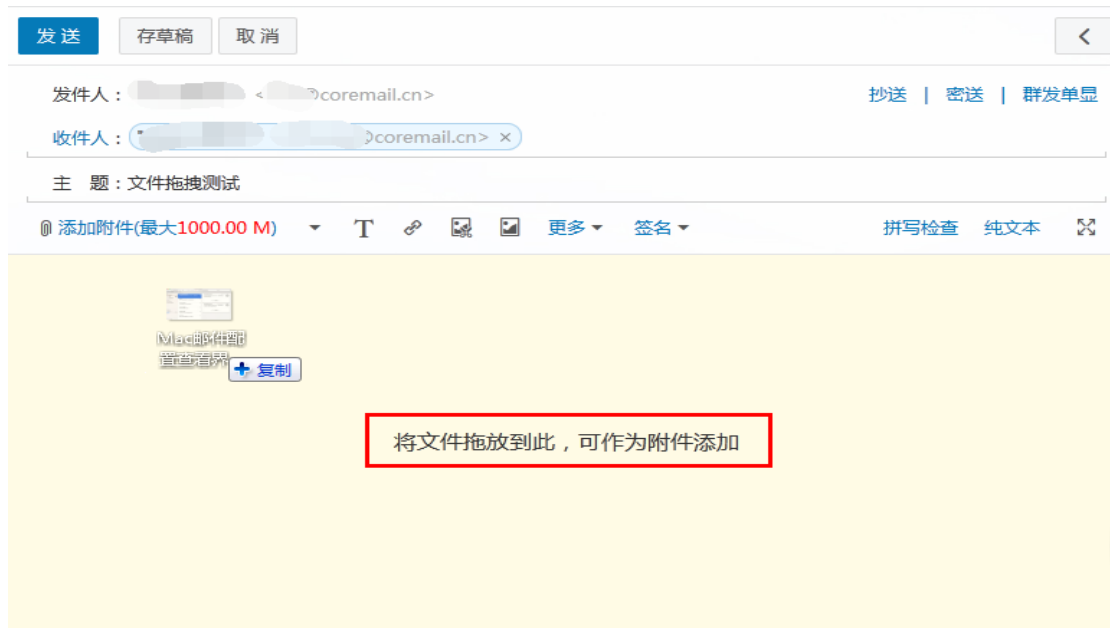 发 送 存草稿 取 消
发件人： < @coremail.cn> 抄送 | 密送 | 群发单显
收件人： @coremail.cn> ×
主 题：文件拖拽测试
添加附件(最大1000.00 M) T 更多 签名 拼写检查 纯文本
Mac邮件配
置查看界
复制
将文件拖放到此，可作为附件添加